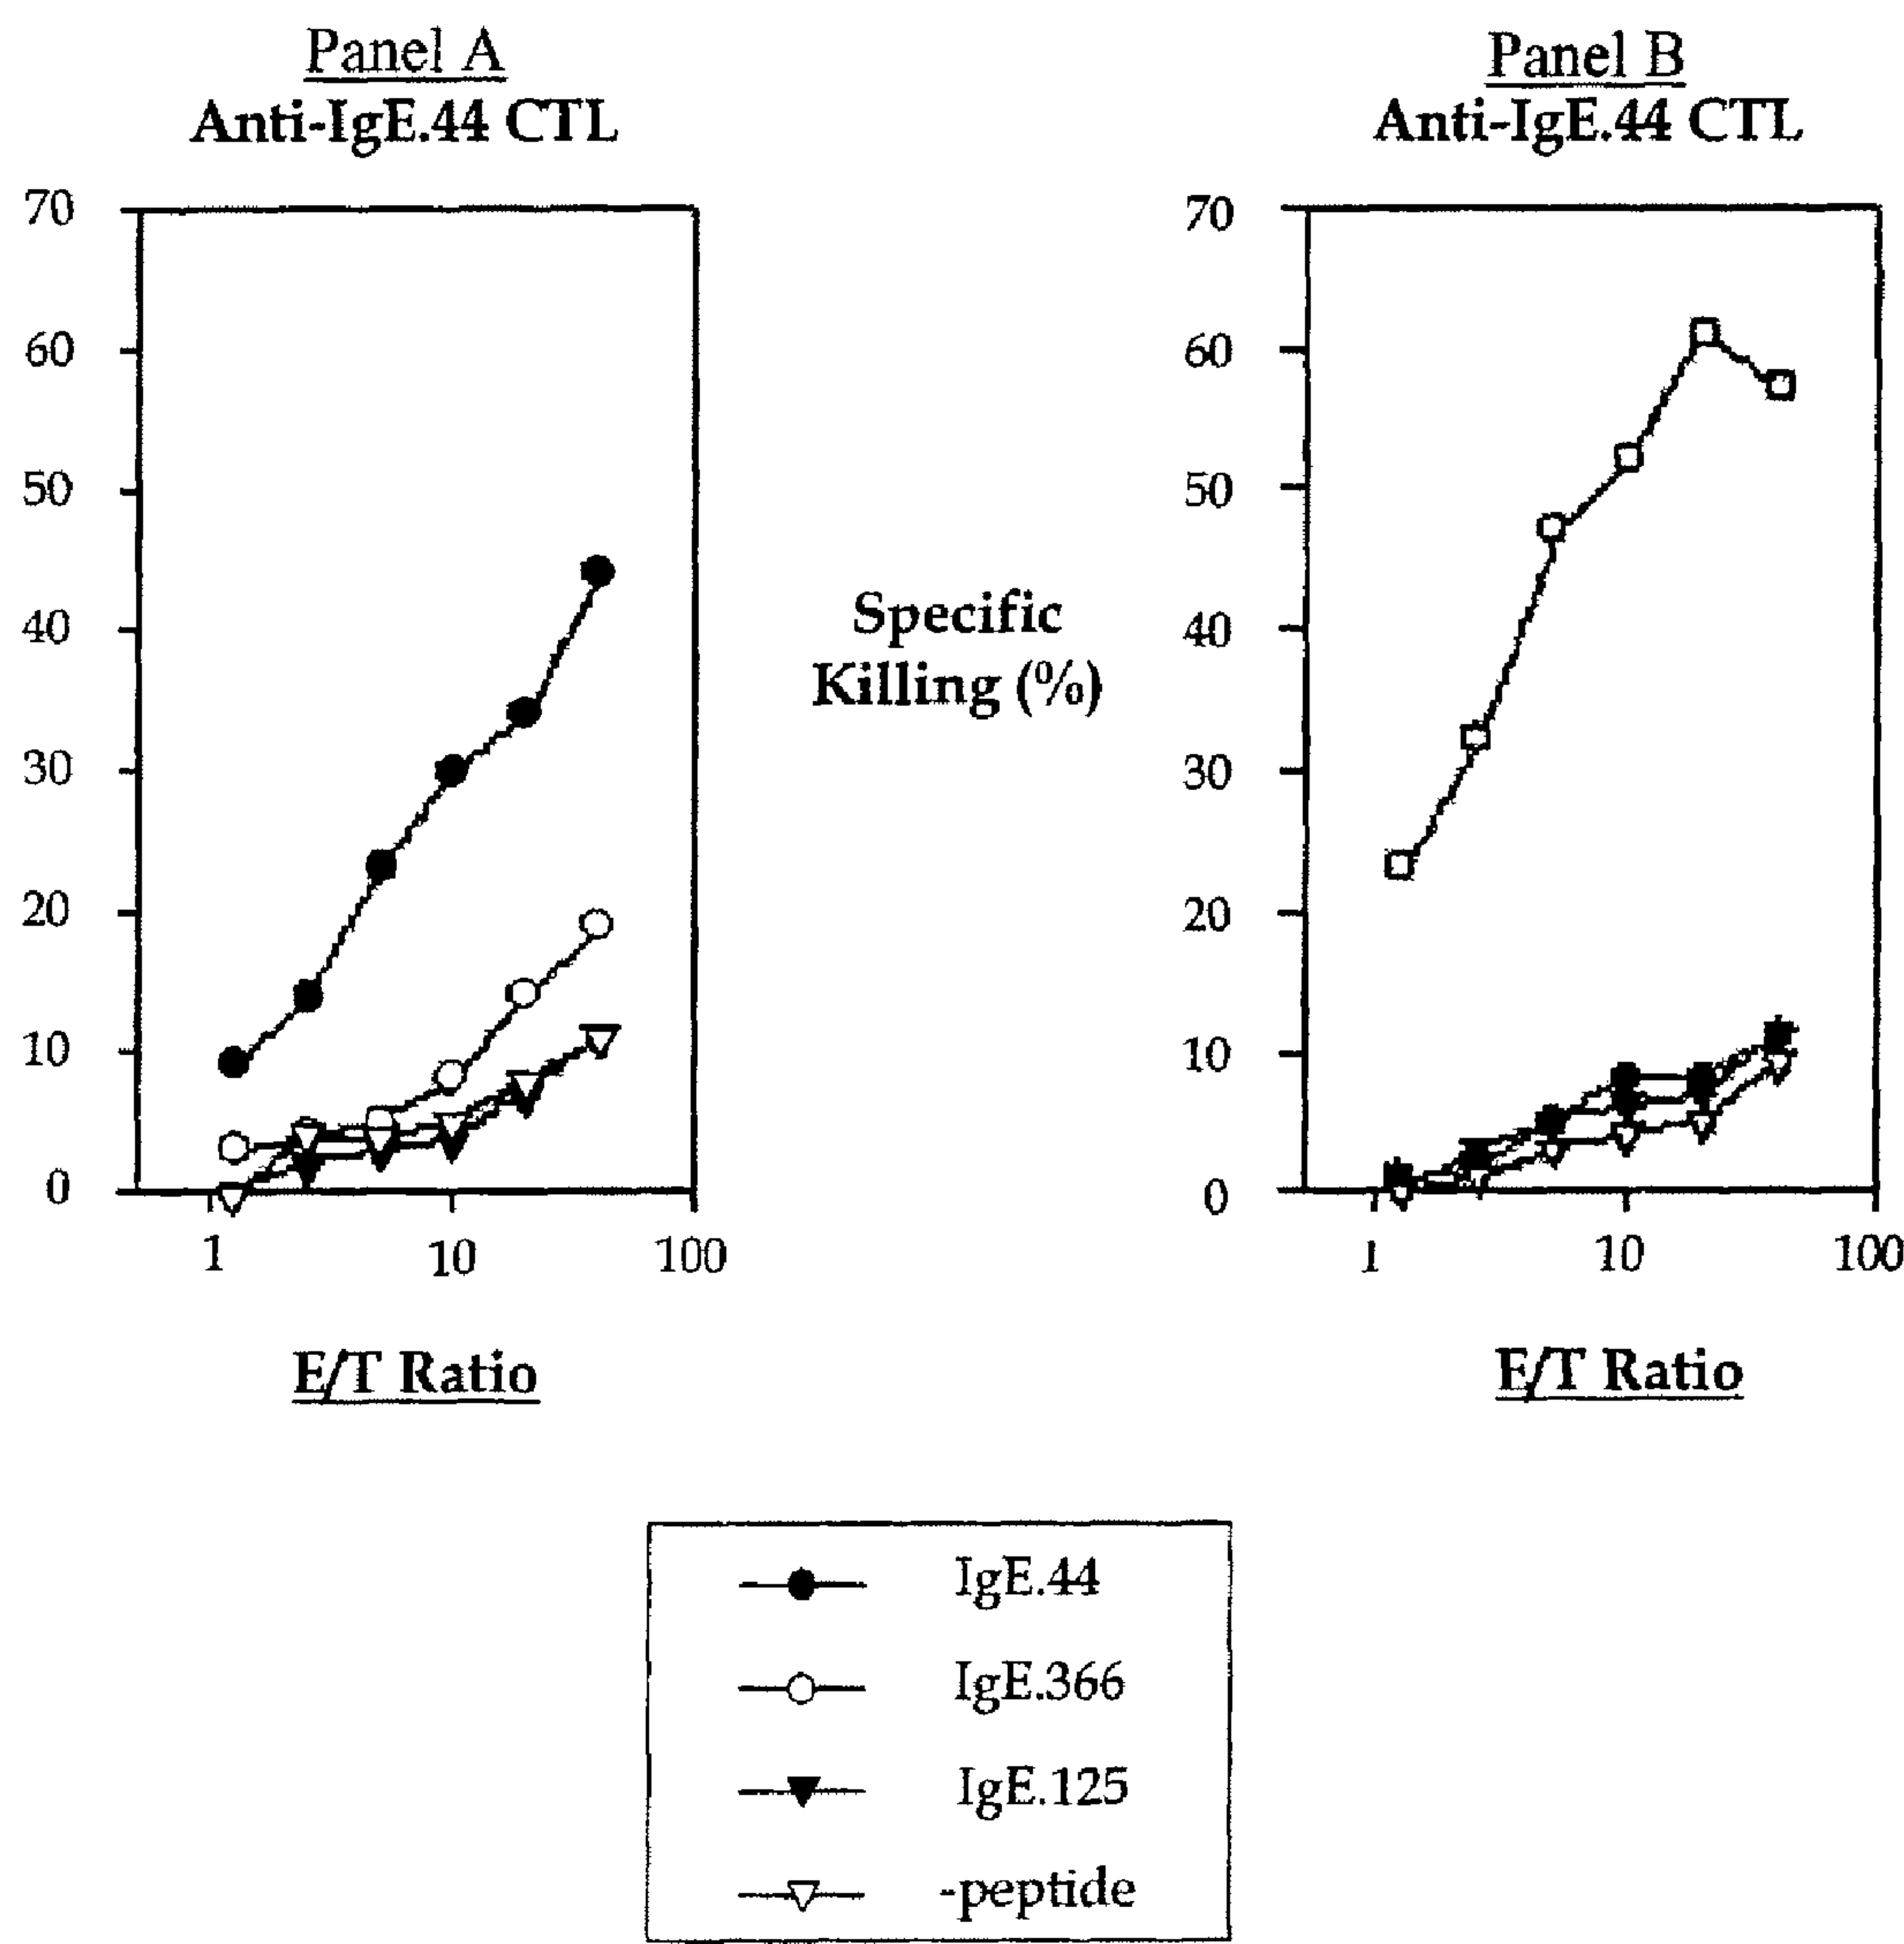 Panel A
Anti-IgE.44 CTL
70
60
50
40
30
20
10
0
1 10 100
E/T Ratio
Specific
Killing (%)
Panel B
Anti-IgE.44 CTL
70
60
50
40
30
20
10
0
1 10 100
E/T Ratio
IgE.44
IgE.366
IgE.125
-peptide